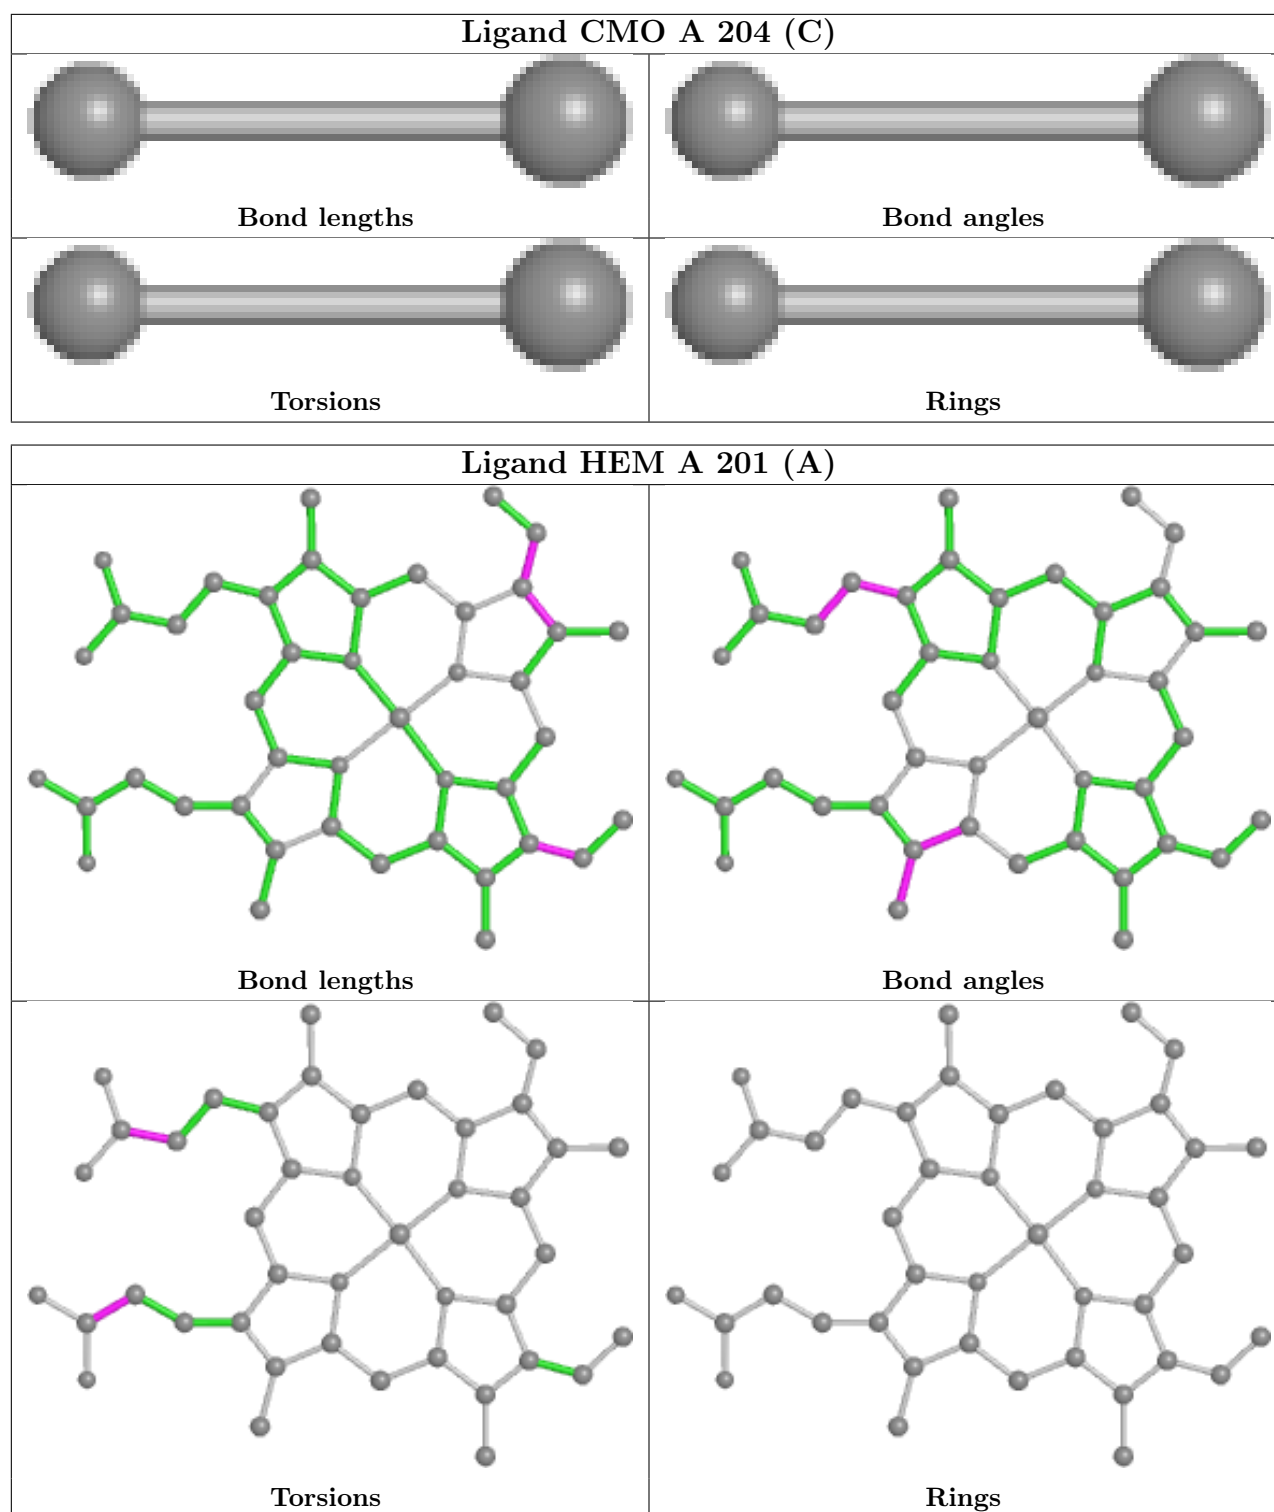 Ligand CMO A 204 (C)
Bond lengths
Bond angles
Torsions
Rings
Ligand HEM A 201 (A)
Bond lengths
Bond angles
Torsions
Rings